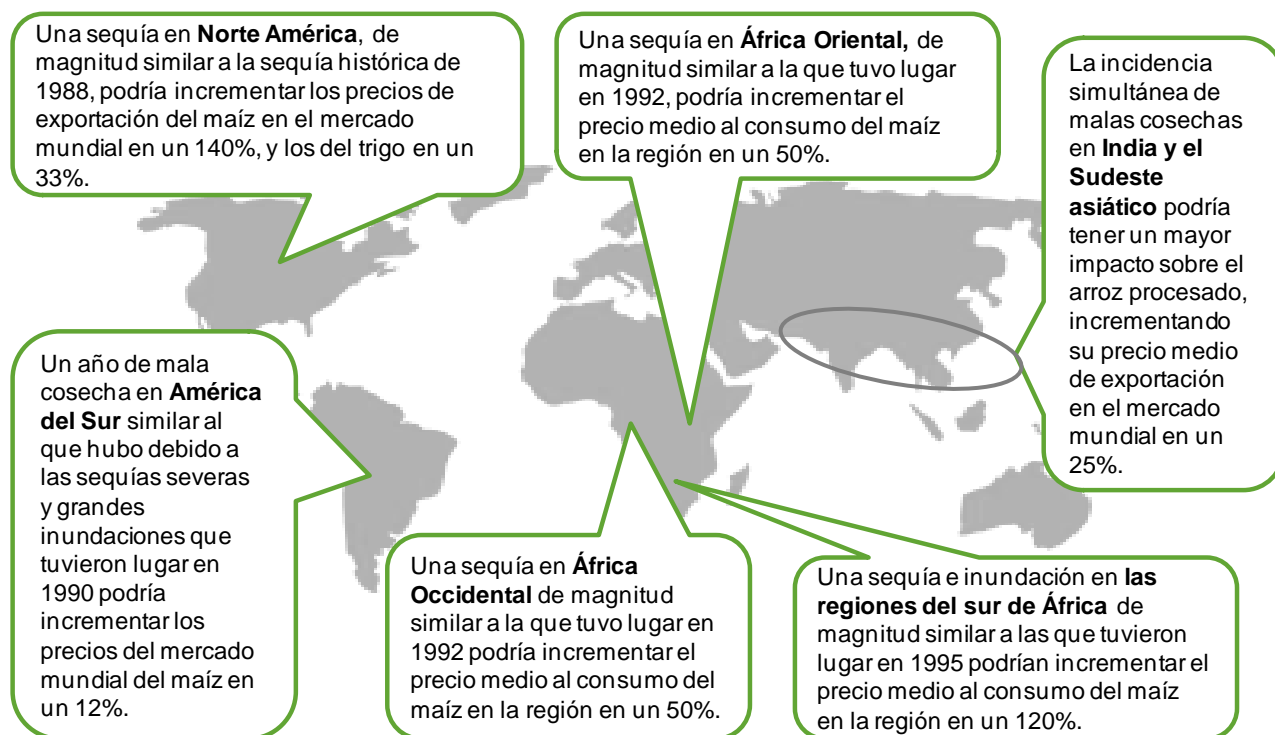 Una sequía en Norte América, de
magnitud similar a la sequía histórica de
1988, podría incrementar los precios de
exportación del maíz en el mercado
mundial en un 140%, y los del trigo en un
33%.
Una sequía en África Oriental, de
magnitud similar a la que tuvo lugar
en 1992, podría incrementar el
precio medio al consumo del maíz
en la región en un 50%.
La incidencia
simultánea de
malas cosechas
en India y el
Sudeste
asiático podría
tener un mayor
impacto sobre el
arroz procesado,
incrementando
su precio medio
de exportación
en el mercado
mundial en un
25%.
Un año de mala
cosecha en América
del Sur similar al
que hubo debido a
las sequías severas
y grandes
inundaciones que
tuvieron lugar en
1990 podría
incrementar los
precios del mercado
mundial del maíz en
un 12%.
Una sequía en África
Occidental de magnitud
similar a la que tuvo lugar en
1992 podría incrementar el
precio medio al consumo del
maíz en la región en un 50%.
Una sequía e inundación en las
regiones del sur de África de
magnitud similar a las que tuvieron
lugar en 1995 podrían incrementar el
precio medio al consumo del maíz
en la región en un 120%.